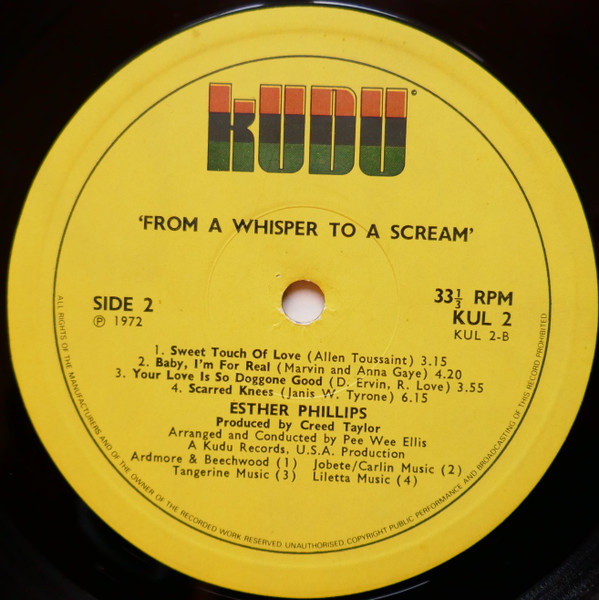 KUDU
'FROM A WHISPER TO A SCREAM'
SIDE 2
℗ 1972
33⅓ RPM
KUL 2
KUL 2-B
1. Sweet Touch Of Love (Allen Toussaint) 3.15
2. Baby, I'm For Real (Marvin and Anna Gaye) 4.20
3. Your Love Is So Doggone Good (D. Ervin, R. Love) 3.55
4. Scarred Knees (Janis W. Tyrone) 6.15
ESTHER PHILLIPS
Produced by Creed Taylor
Arranged and Conducted by Pee Wee Ellis
A Kudu Records, U.S.A. Production
Ardmore & Beechwood (1) Jobete/Carlin Music (2)
Tangerine Music (3) Liletta Music (4)
ALL RIGHTS OF THE MANUFACTURERS AND OF THE OWNER OF THE RECORDED WORK RESERVED. UNAUTHORISED COPYRIGHT PUBLIC PERFORMANCE AND BROADCASTING OF THIS RECORD PROHIBITED